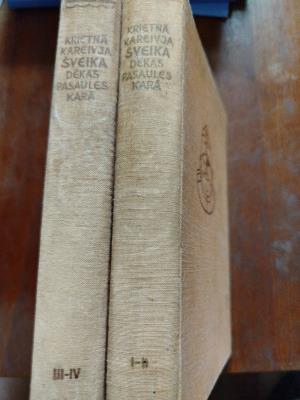 KRIETNĀ
KAREIVJA
ŠVEIKA
DĒKAS
PASAULES
KARĀ
III-IV
KRIETNĀ
KAREIVJA
ŠVEIKA
DĒKAS
PASAULES
KARĀ
I-II